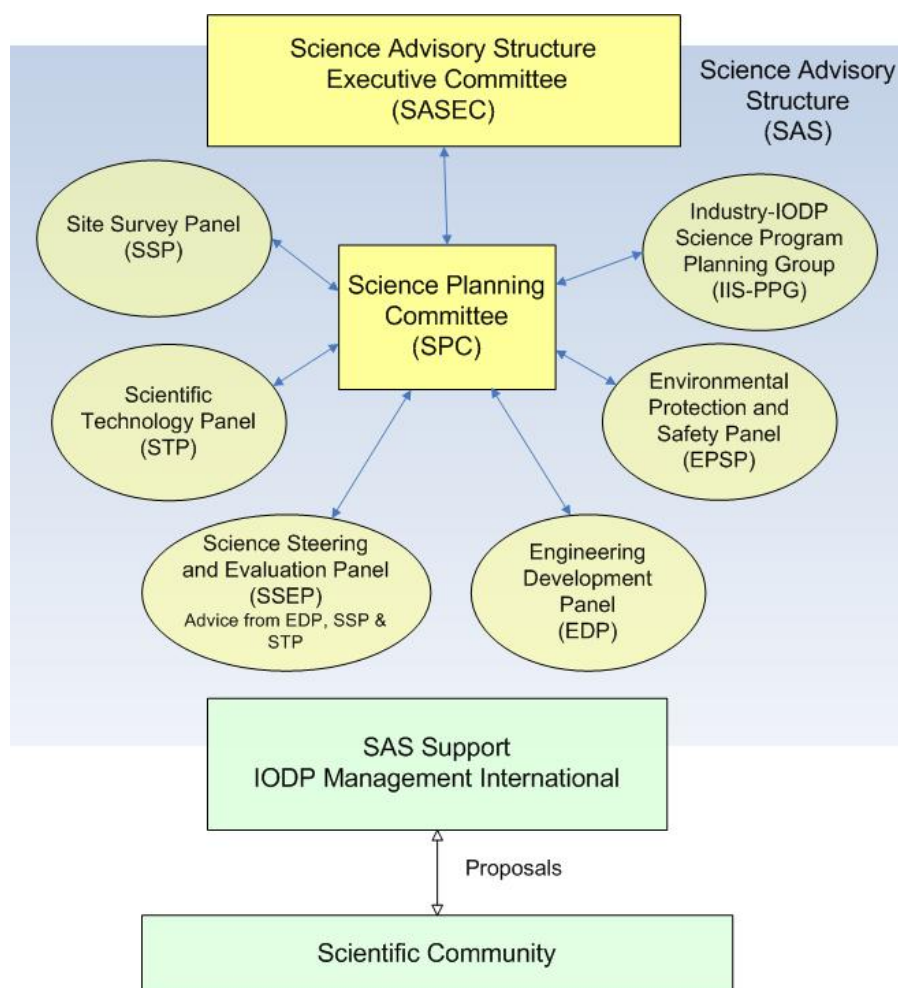 Science Advisory Structure
Executive Committee
(SASEC)
Science Advisory
Structure
(SAS)
Site Survey Panel
(SSP)
Industry-IODP
Science Program
Planning Group
(IIS-PPG)
Science Planning
Committee
(SPC)
Scientific
Technology Panel
(STP)
Environmental
Protection and
Safety Panel
(EPSP)
Science Steering
and Evaluation Panel
(SSEP)
Advice from EDP, SSP &
STP
Engineering
Development
Panel
(EDP)
SAS Support
IODP Management International
Proposals
Scientific Community